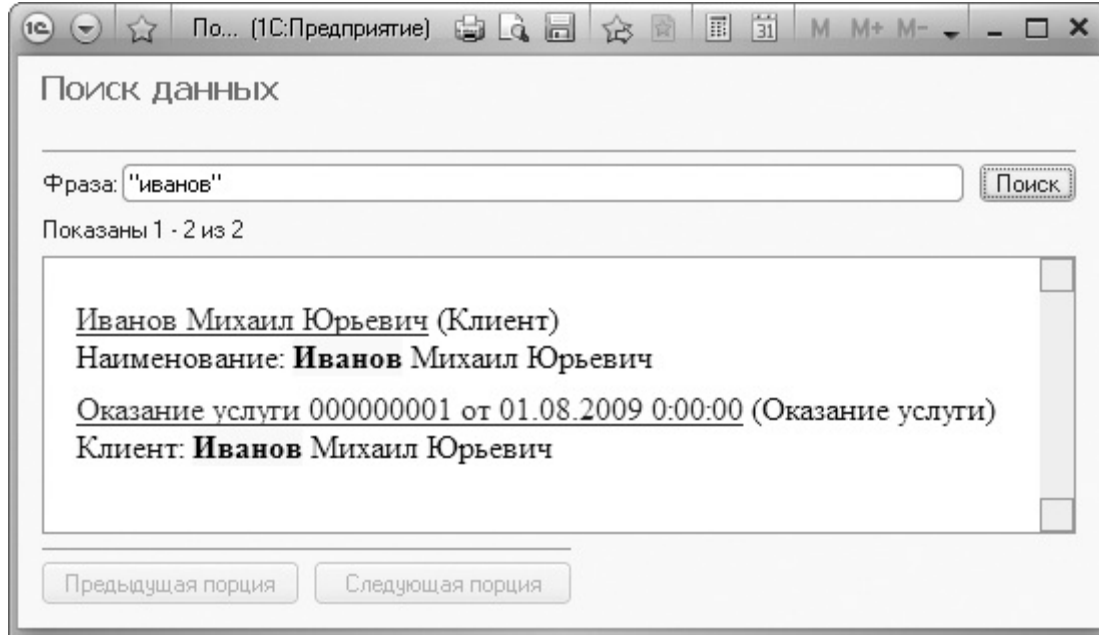 1С По... (1С:Предприятие) 31 M M+ M-
Поиск данных
Фраза: "иванов" Поиск
Показаны 1 - 2 из 2
Иванов Михаил Юрьевич (Клиент)
Наименование: Иванов Михаил Юрьевич
Оказание услуги 000000001 от 01.08.2009 0:00:00 (Оказание услуги)
Клиент: Иванов Михаил Юрьевич
Предыдущая порция Следующая порция